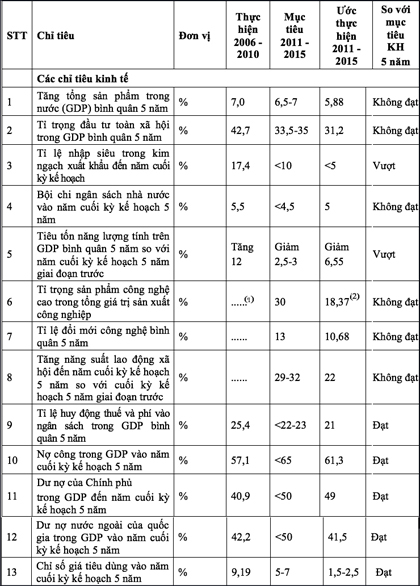 STT Chỉ tiêu Đơn vị Thực hiện 2006 - 2010 Mục tiêu 2011 - 2015 Ước thực hiện 2011 - 2015 So với mục tiêu KH 5 năm
Các chỉ tiêu kinh tế
1 Tăng tổng sản phẩm trong % 7,0 6,5-7 5,88 Không đạt
nước (GDP) bình quân 5 năm
2 Tỉ trọng đầu tư toàn xã hội % 42,7 33,5-35 31,2 Không đạt
trong GDP bình quân 5 năm
3 Tỉ lệ nhập siêu trong kim % 17,4 <10 <5 Vượt
ngạch xuất khẩu đến năm cuối
kỳ kế hoạch
4 Bội chi ngân sách nhà nước % 5,5 <4,5 5 Không đạt
vào năm cuối kỳ kế hoạch 5
năm
5 Tiêu tốn năng lượng tính trên % Tăng 12 Giảm 2,5-3 Giảm 6,55 Vượt
GDP bình quân 5 năm so với
năm cuối kế hoạch 5 năm
giai đoạn trước
6 Tỉ trọng sản phẩm công nghệ % ......(1) 30 18,37(2) Không đạt
cao trong tổng giá trị sản xuất
công nghiệp
7 Tỉ lệ đổi mới công nghệ bình % ...... 13 10,68 Không đạt
quân 5 năm
8 Tăng năng suất lao động xã % ...... 29-32 22 Không đạt
hội đến năm cuối kỳ kế hoạch
5 năm so với cuối kỳ kế
hoạch 5 năm giai đoạn trước
9 Tỉ lệ huy động thuế và phí vào % 25,4 <22-23 21 Đạt
ngân sách trong GDP bình
quân 5 năm
10 Nợ công trong GDP vào năm % 57,1 <65 61,3 Đạt
cuối kỳ kế hoạch 5 năm
11 Dư nợ của Chính phủ % 40,9 <50 49 Đạt
trong GDP đến năm cuối kỳ
kế hoạch 5 năm
12 Dư nợ nước ngoài của quốc % 42,2 <50 41,5 Đạt
gia trong GDP vào năm cuối
kỳ kế hoạch 5 năm
13 Chỉ số giá tiêu dùng vào năm % 9,19 5-7 1,5-2,5 Đạt
cuối kỳ kế hoạch 5 năm